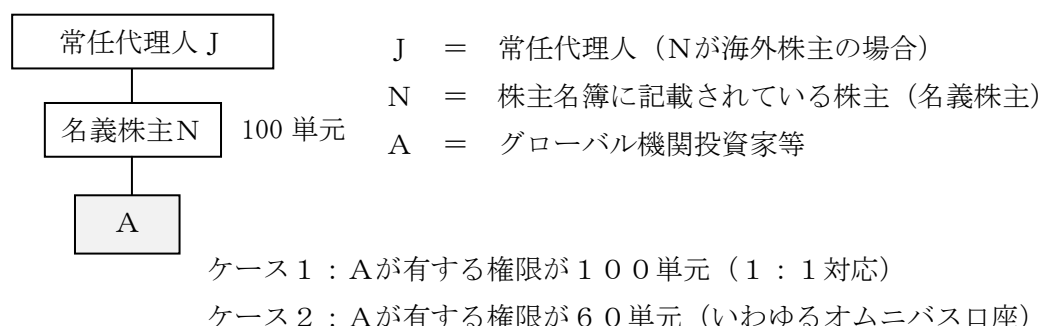 常任代理人J
J ＝ 常任代理人（Nが海外株主の場合）
名義株主N 100単元
N ＝ 株主名簿に記載されている株主（名義株主）
A ＝ グローバル機関投資家等
A
ケース1：Aが有する権限が100単元（1：1対応）
ケース2：Aが有する権限が60単元（いわゆるオムニバス口座）